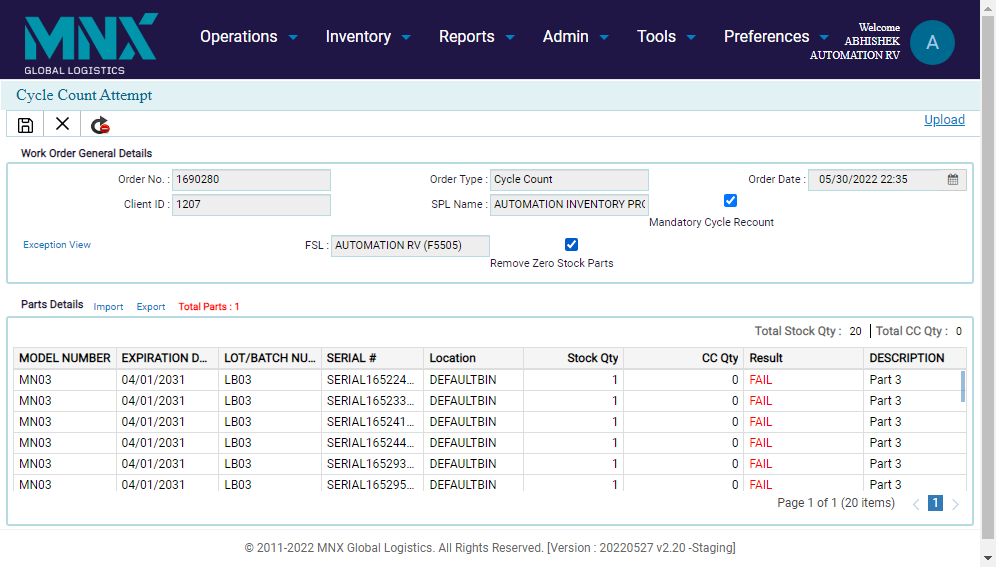 MNX
GLOBAL LOGISTICS
Operations Inventory Reports Admin Tools Preferences
Welcome
ABHISHEK
AUTOMATION RV
A
Cycle Count Attempt
Upload
Work Order General Details
Order No. : 1690280 Order Type : Cycle Count Order Date : 05/30/2022 22:35
Client ID : 1207 SPL Name : AUTOMATION INVENTORY PRO
Mandatory Cycle Recount
Exception View FSL : AUTOMATION RV (F5505)
Remove Zero Stock Parts
Parts Details Import Export Total Parts : 1
Total Stock Qty : 20 Total CC Qty : 0
MODEL NUMBER EXPIRATION D... LOT/BATCH NU... SERIAL # Location Stock Qty CC Qty Result DESCRIPTION
MN03 04/01/2031 LB03 SERIAL165224... DEFAULTBIN 1 0 FAIL Part 3
MN03 04/01/2031 LB03 SERIAL165233... DEFAULTBIN 1 0 FAIL Part 3
MN03 04/01/2031 LB03 SERIAL165241... DEFAULTBIN 1 0 FAIL Part 3
MN03 04/01/2031 LB03 SERIAL165244... DEFAULTBIN 1 0 FAIL Part 3
MN03 04/01/2031 LB03 SERIAL165293... DEFAULTBIN 1 0 FAIL Part 3
MN03 04/01/2031 LB03 SERIAL165295... DEFAULTBIN 1 0 FAIL Part 3
Page 1 of 1 (20 items) 1
© 2011-2022 MNX Global Logistics. All Rights Reserved. [Version : 20220527 v2.20 -Staging]